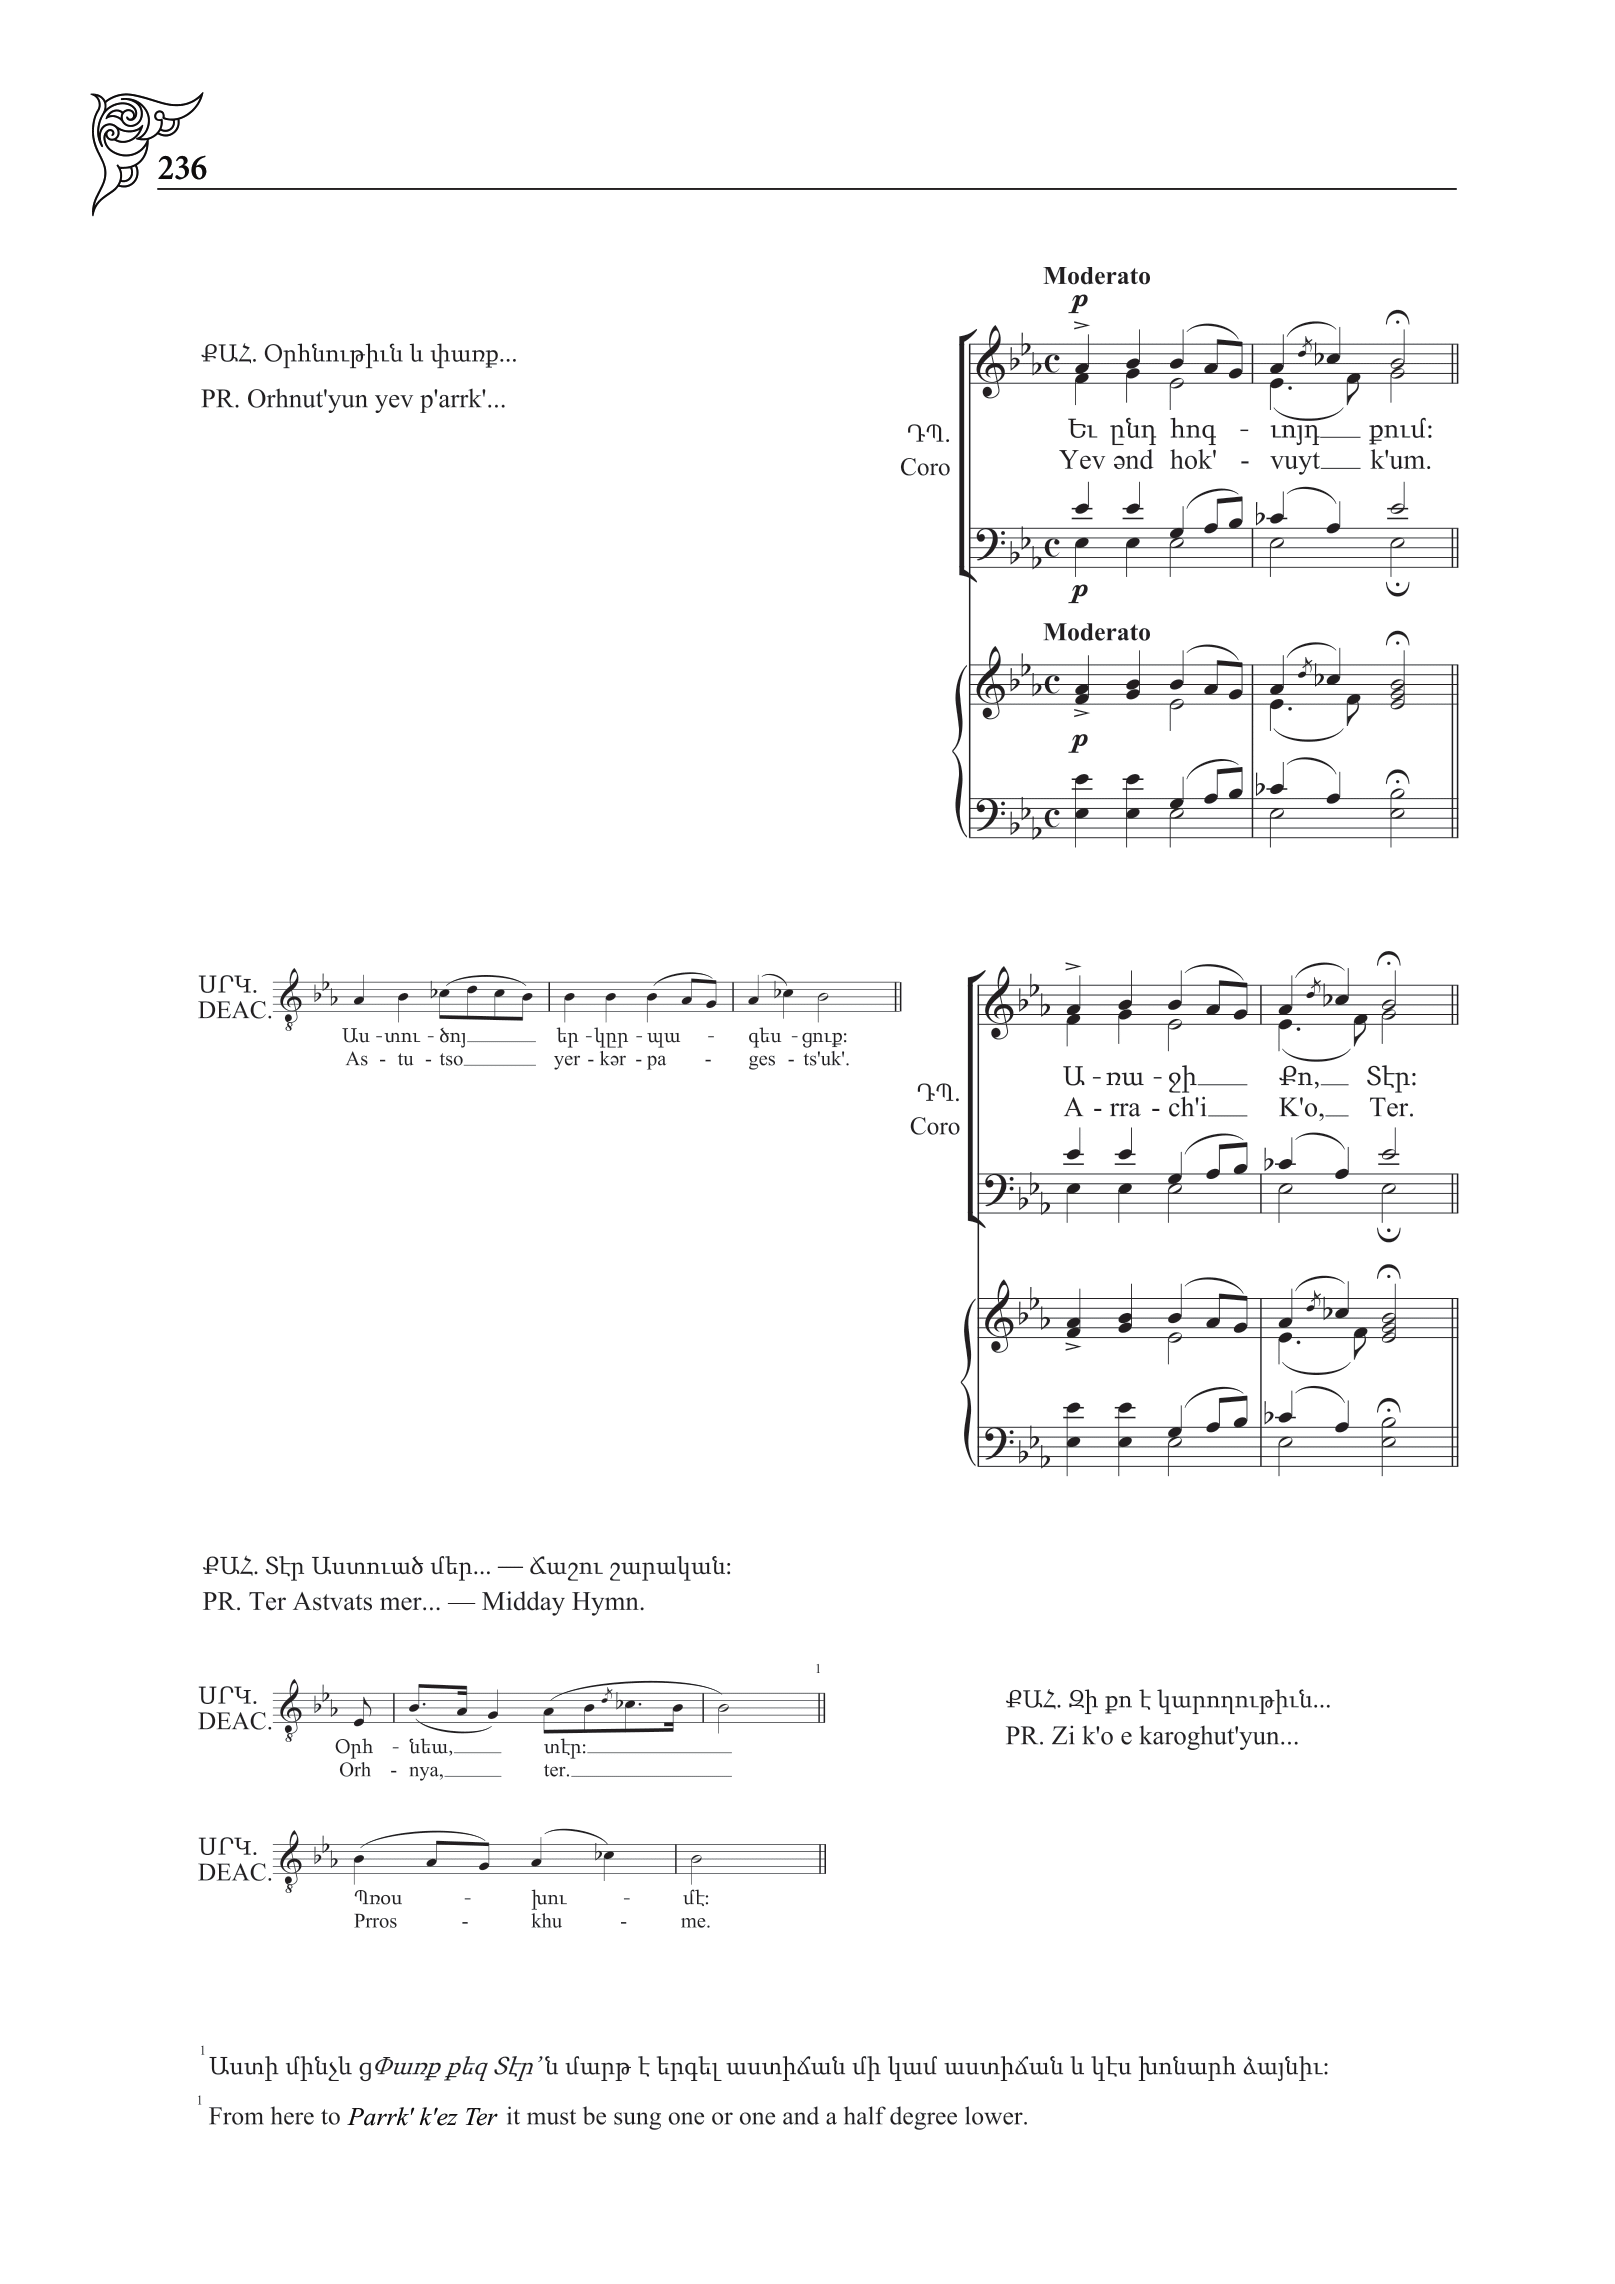 236
Moderato
p
ՔԱՀ. Օրհնութիւն և փառք...
PR. Orhnut'yun yev p'arrk'...
ԴՊ.
Coro
Եւ ընդ հոգ - ւոյդ քում:
Yev ənd hok' - vuyt k'um.
p
Moderato
p
ՍՐԿ.
DEAC.
Աս - տու - ծոյ եր - կըր - պա - գես - ցուք:
As - tu - tso yer - kər - pa - ges - ts'uk'.
ԴՊ.
Coro
Ա - ռա - ջի Քո, Տէր:
A - rra - ch'i K'o, Ter.
ՔԱՀ. Տէր Աստուած մեր... — Ճաշու շարական:
PR. Ter Astvats mer... — Midday Hymn.
1
ՍՐԿ.
DEAC.
Օրհ - նեա, տէր:
Orh - nya, ter.
ՔԱՀ. Զի քո է կարողութիւն...
PR. Zi k'o e karoghut'yun...
ՍՐԿ.
DEAC.
Պռօս - խու - մէ:
Prros - khu - me.
1 Աստի մինչև ցՓառք քեզ Տէր՚ն մարթ է երգել աստիճան մի կամ աստիճան և կէս խոնարհ ձայնիւ:
1 From here to Parrk' k'ez Ter it must be sung one or one and a half degree lower.